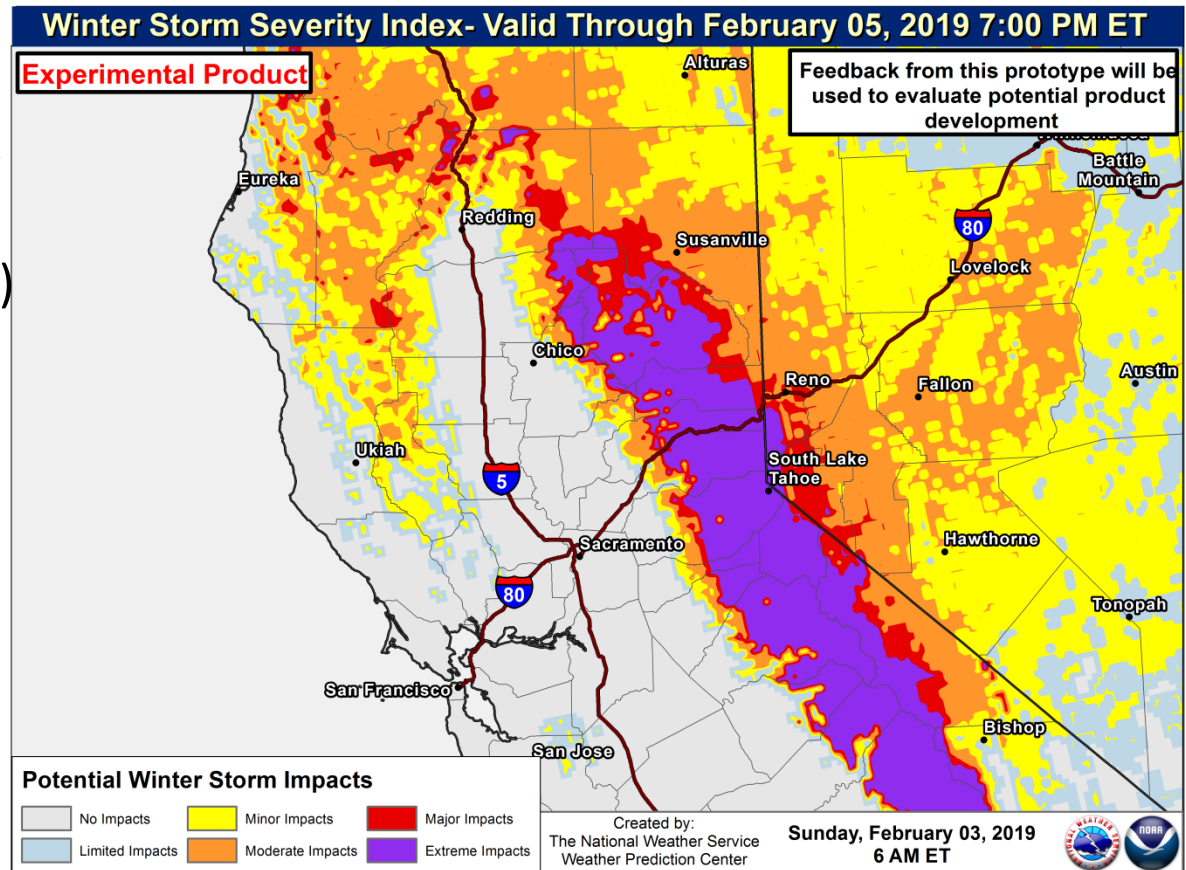 Winter Storm Severity Index- Valid Through February 05, 2019 7:00 PM ET
Experimental Product
Feedback from this prototype will be
used to evaluate potential product
development
)
Alturas
Battle
Mountain
Eureka
Redding
80
Susanville
Lovelock
Chico
Reno
Fallon
Austin
Ukiah
South Lake
Tahoe
5
Sacramento
Hawthorne
80
Tonopah
San Francisco
Bishop
San Jose
Potential Winter Storm Impacts
No Impacts
Minor Impacts
Major Impacts
Limited Impacts
Moderate Impacts
Extreme Impacts
Created by:
The National Weather Service
Weather Prediction Center
Sunday, February 03, 2019
6 AM ET
NOAA